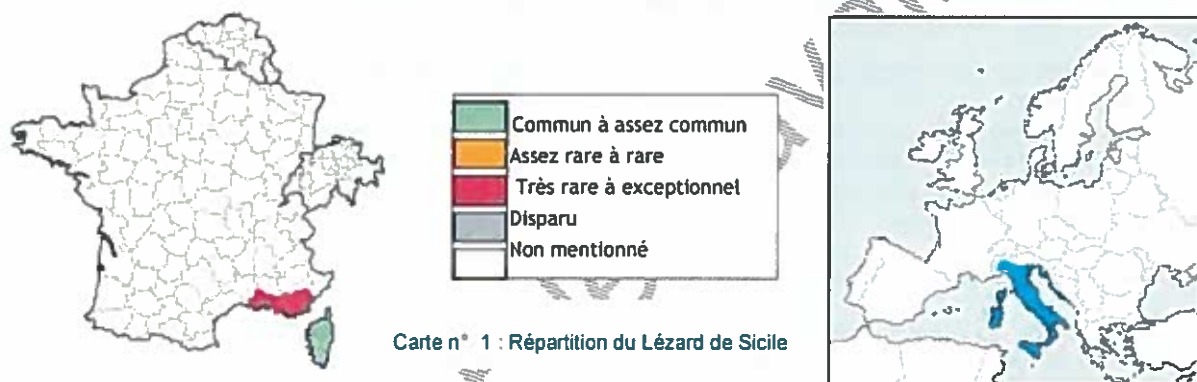 Commun à assez commun
Assez rare à rare
Très rare à exceptionnel
Disparu
Non mentionné
Carte n° 1 : Répartition du Lézard de Sicile